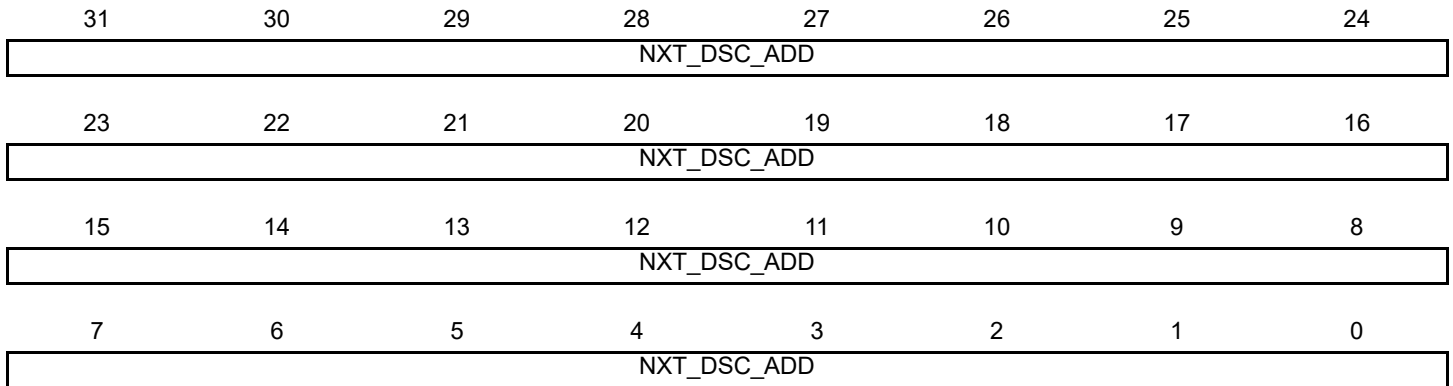 31 30 29 28 27 26 25 24
NXT_DSC_ADD
23 22 21 20 19 18 17 16
NXT_DSC_ADD
15 14 13 12 11 10 9 8
NXT_DSC_ADD
7 6 5 4 3 2 1 0
NXT_DSC_ADD